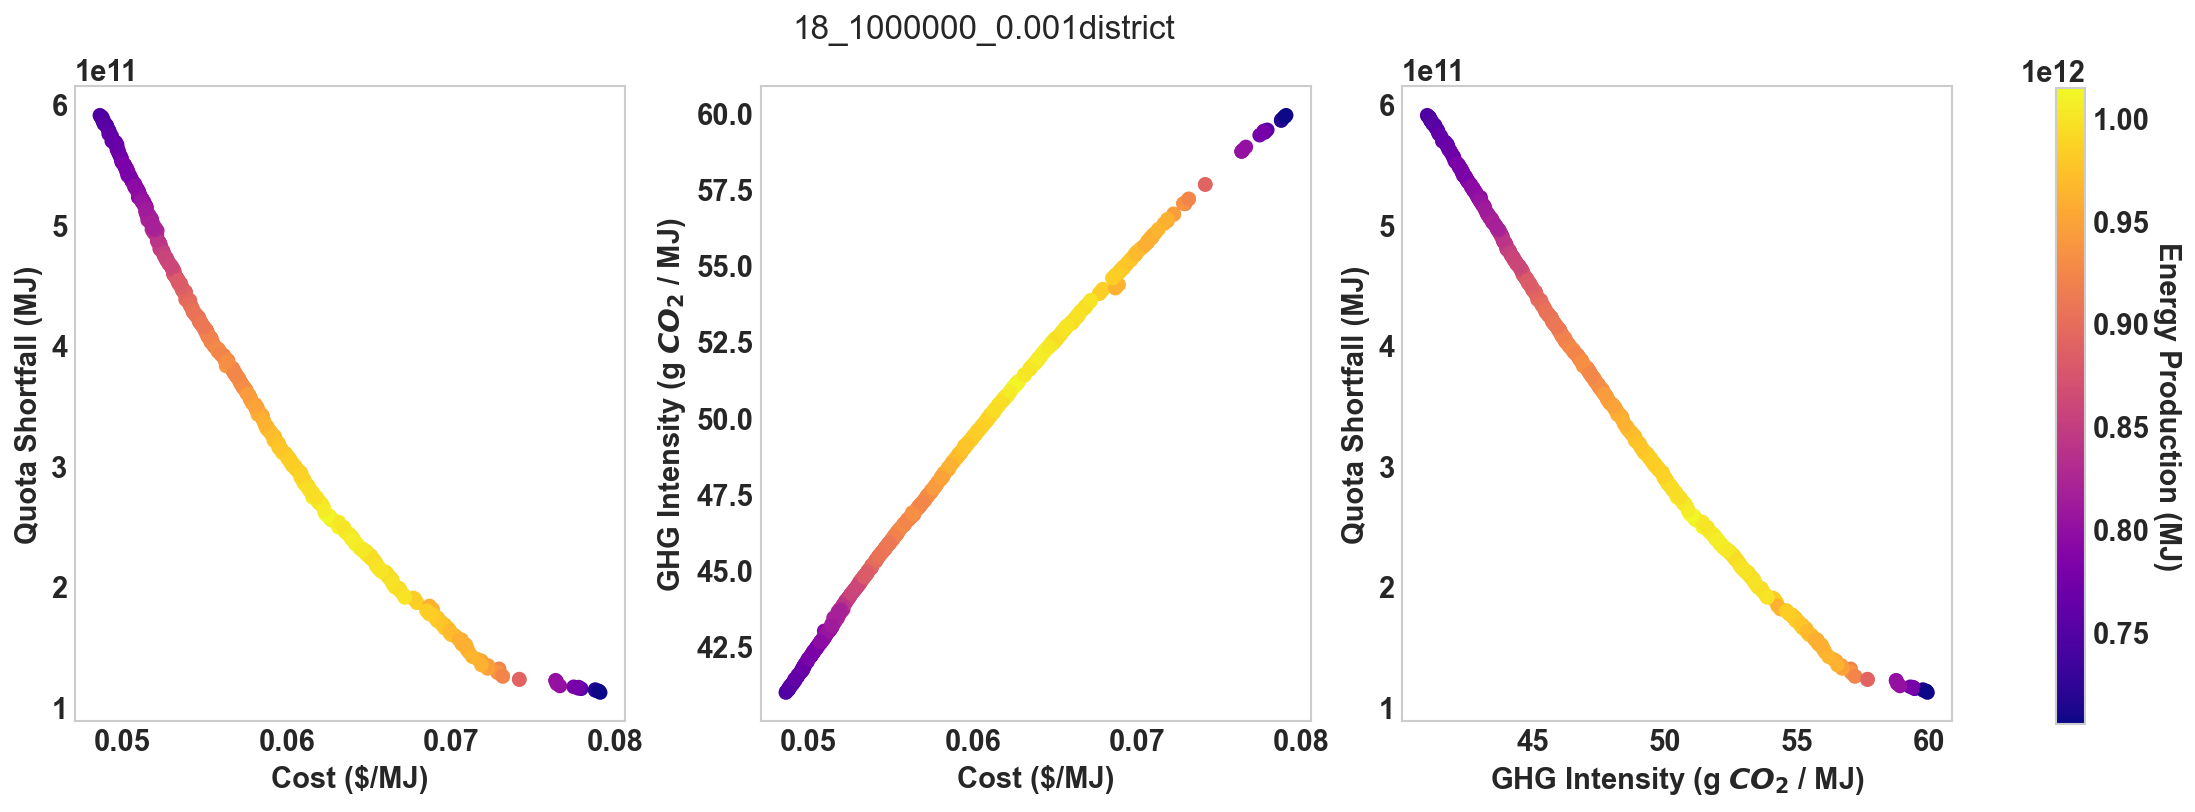 18_1000000_0.001district
1e11
6
5
4
3
2
1
Quota Shortfall (MJ)
0.05 0.06 0.07 0.08
Cost ($/MJ)
60.0
57.5
55.0
52.5
50.0
47.5
45.0
42.5
GHG Intensity (g CO₂ / MJ)
0.05 0.06 0.07 0.08
Cost ($/MJ)
1e11
6
5
4
3
2
1
Quota Shortfall (MJ)
45 50 55 60
GHG Intensity (g CO₂ / MJ)
1e12
1.00
0.95
0.90
0.85
0.80
0.75
Energy Production (MJ)